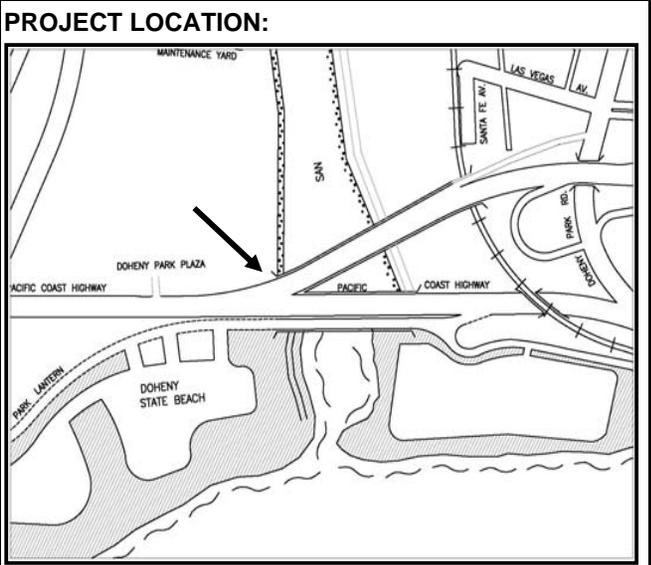 PROJECT LOCATION:
MAINTENANCE YARD
LAS VEGAS AV.
SANTA FE AV.
SAN
PARK RD.
DOHENY
DOHENY PARK PLAZA
PACIFIC COAST HIGHWAY
PACIFIC COAST HIGHWAY
PARK LANTERN
DOHENY
STATE BEACH